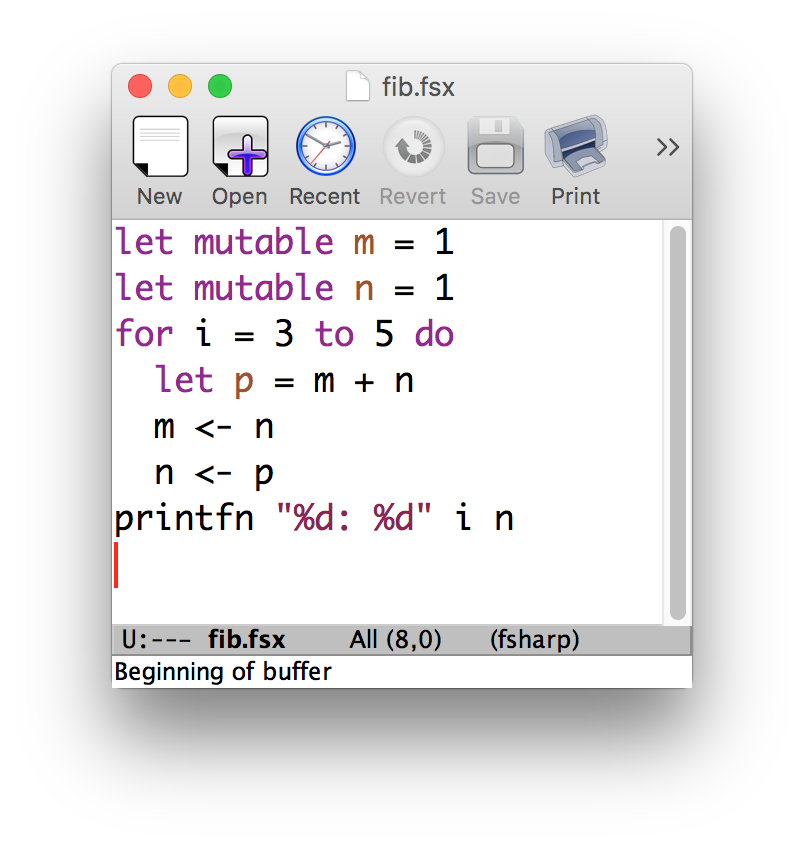 fib.fsx
New Open Recent Revert Save Print
let mutable m = 1
let mutable n = 1
for i = 3 to 5 do
  let p = m + n
  m <- n
  n <- p
printfn "%d: %d" i n
U:--- fib.fsx All (8,0) (fsharp)
Beginning of buffer